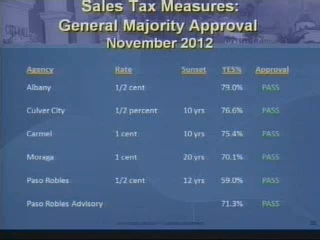 Sales Tax Measures:
General Majority Approval
November 2012
Agency Rate Sunset YES% Approval
Albany 1/2 cent 79.0% PASS
Culver City 1/2 percent 10 yrs 76.6% PASS
Carmel 1 cent 10 yrs 75.4% PASS
Moraga 1 cent 20 yrs 70.1% PASS
Paso Robles 1/2 cent 12 yrs 59.0% PASS
Paso Robles Advisory 71.3% PASS